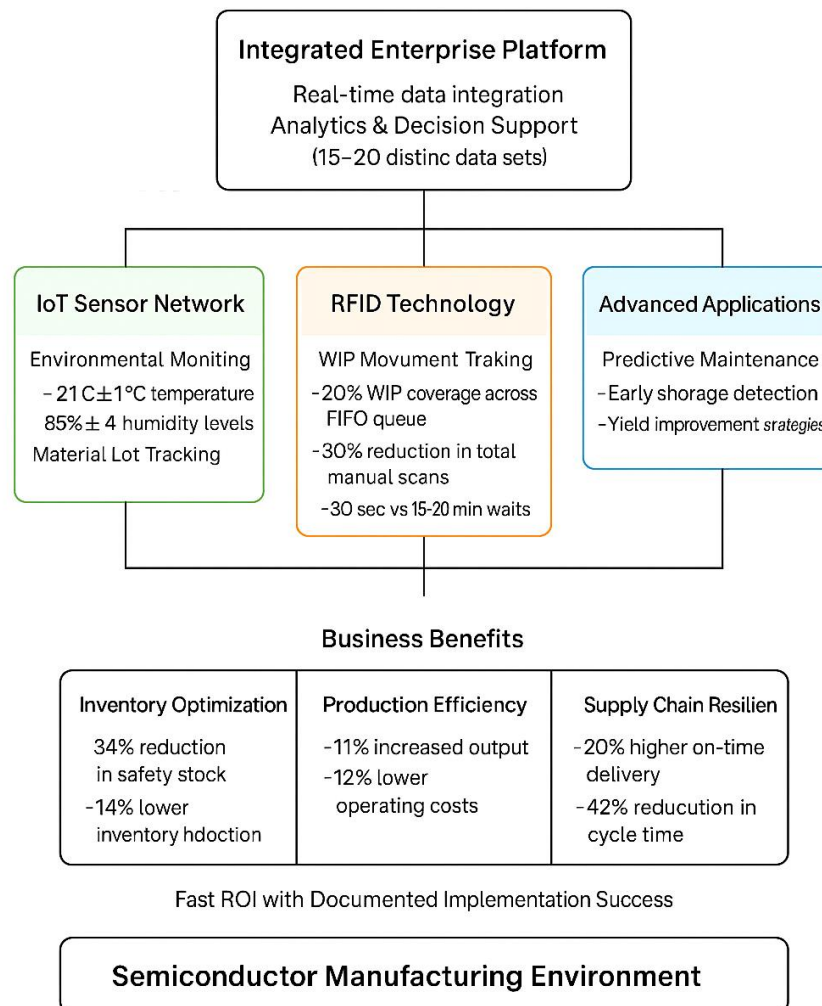 Integrated Enterprise Platform
Real-time data integration
Analytics & Decision Support
(15–20 distinc data sets)
IoT Sensor Network
Environmental Moniting
– 21 C±1°C temperature
85%± 4 humidity levels
Material Lot Tracking
RFID Technology
WIP Movument Traking
-20% WIP coverage across
FIFO queue
-30% reduction in total
manual scans
-30 sec vs 15-20 min waits
Advanced Applications
Predictive Maintenance
-Early shorage detection
-Yield improvement srategies
Business Benefits
Inventory Optimization
34% reduction
in safety stock
-14% lower
inventory hdoction
Production Efficiency
-11% increased output
-12% lower
operating costs
Supply Chain Resilien
-20% higher on-time
delivery
-42% reducution in
cycle time
Fast ROI with Documented Implementation Success
Semiconductor Manufacturing Environment